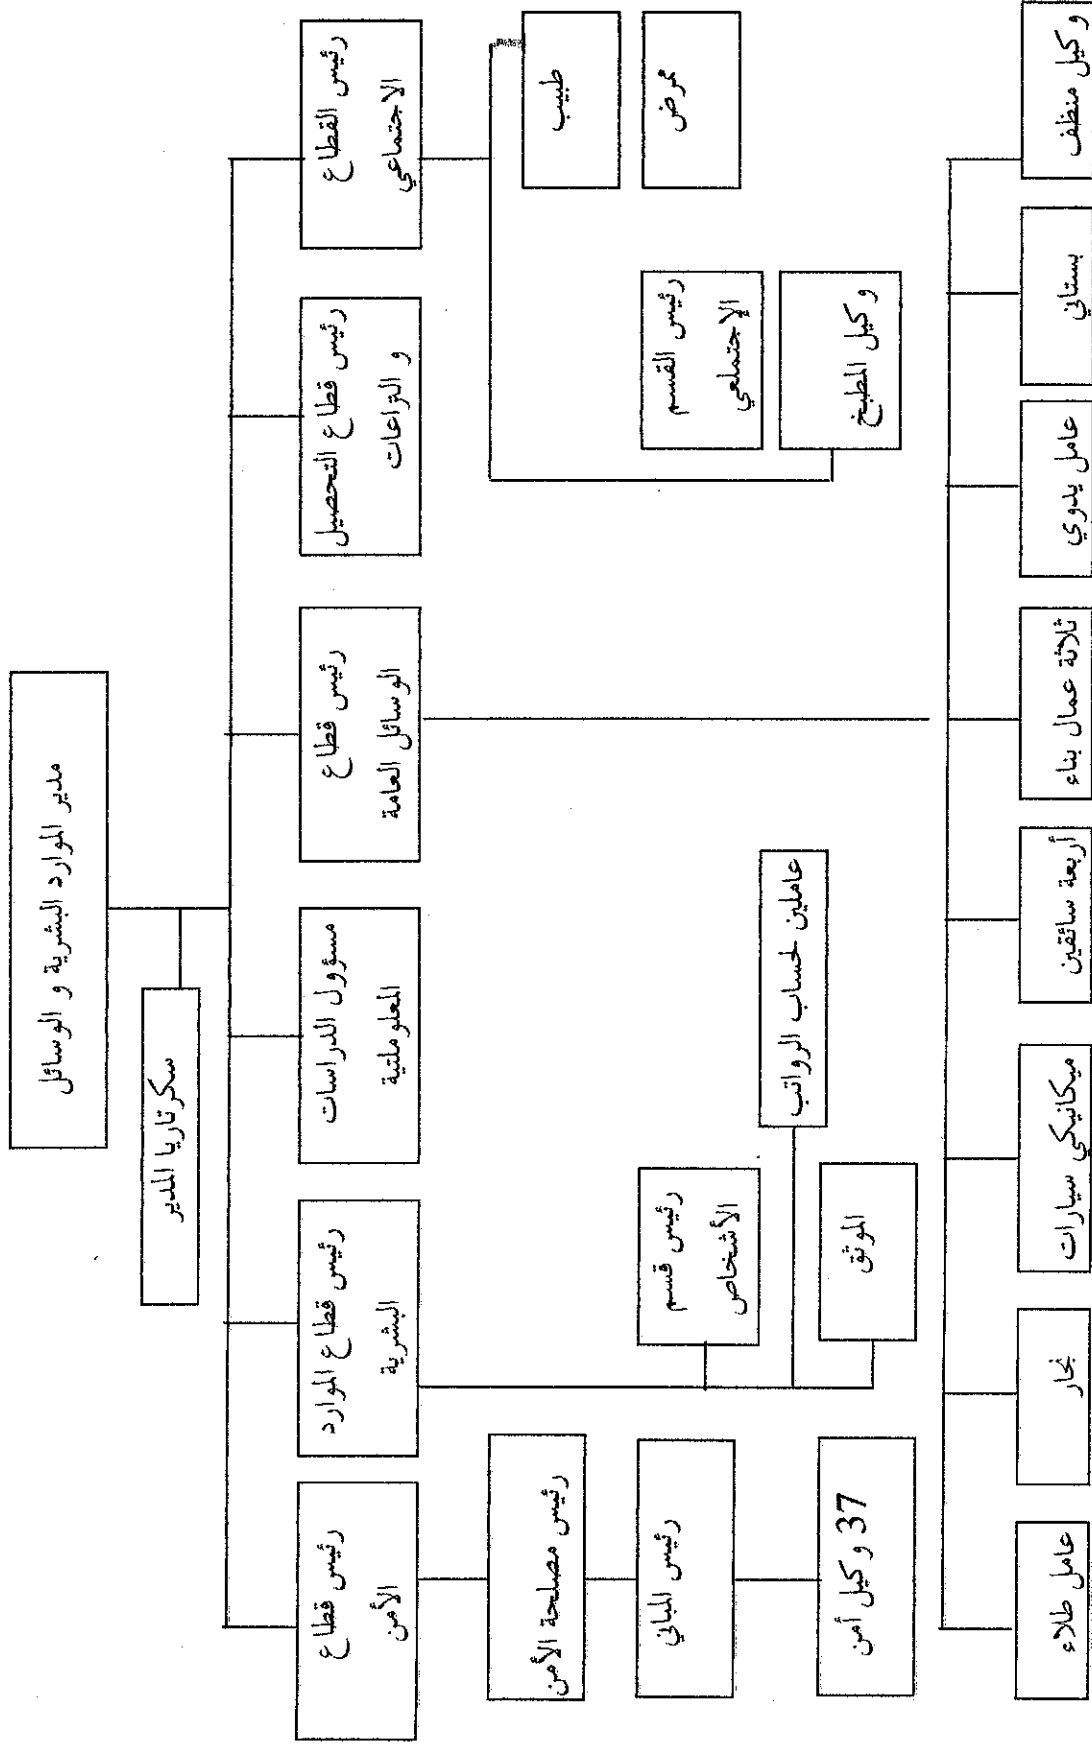 مدير الموارد البشرية و الوسائل
سكرتاريا المدير
رئيس القطاع
الاجتماعي
رئيس قطاع التحصيل
و النزاعات
رئيس قطاع
الوسائل العامة
مسؤول الدراسات
المعلوملتية
رئيس قطاع الموارد
البشرية
رئيس قطاع
الأمن
طبيب
ممرض
رئيس القسم
الاجتملعي
وكيل المطبخ
عاملين لحساب الرواتب
رئيس قسم
الأشخاص
الموثق
رئيس مصلحة الأمن
رئيس المباني
37 وكيل أمن
وكيل منظف
بستاني
عامل يدوي
ثلاثة عمال بناء
أربعة سائقين
ميكانيكي سيارات
نجار
عامل طلاء